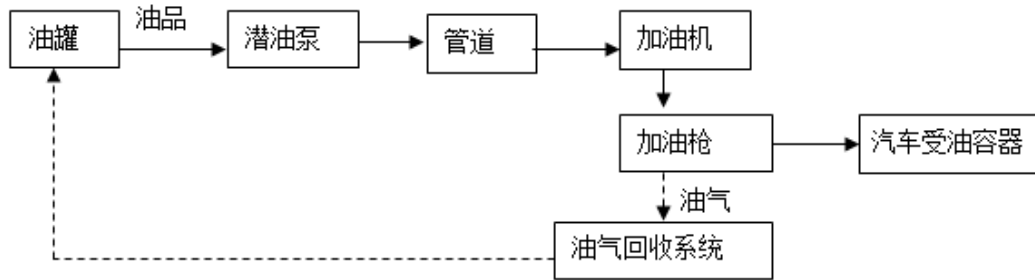 油罐
油品
潜油泵
管道
加油机
加油枪
汽车受油容器
油气
油气回收系统